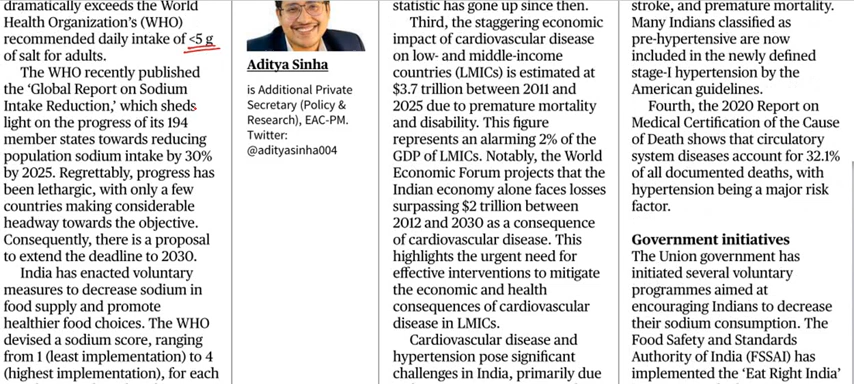 dramatically exceeds the World
Health Organization's (WHO)
recommended daily intake of <5 g
of salt for adults.
The WHO recently published
the 'Global Report on Sodium
Intake Reduction,' which sheds
light on the progress of its 194
member states towards reducing
population sodium intake by 30%
by 2025. Regrettably, progress has
been lethargic, with only a few
countries making considerable
headway towards the objective.
Consequently, there is a proposal
to extend the deadline to 2030.
India has enacted voluntary
measures to decrease sodium in
food supply and promote
healthier food choices. The WHO
devised a sodium score, ranging
from 1 (least implementation) to 4
(highest implementation), for each
Aditya Sinha
is Additional Private
Secretary (Policy &
Research), EAC-PM.
Twitter:
@adityasinha004
statistic has gone up since then.
Third, the staggering economic
impact of cardiovascular disease
on low- and middle-income
countries (LMICs) is estimated at
$3.7 trillion between 2011 and
2025 due to premature mortality
and disability. This figure
represents an alarming 2% of the
GDP of LMICs. Notably, the World
Economic Forum projects that the
Indian economy alone faces losses
surpassing $2 trillion between
2012 and 2030 as a consequence
of cardiovascular disease. This
highlights the urgent need for
effective interventions to mitigate
the economic and health
consequences of cardiovascular
disease in LMICs.
Cardiovascular disease and
hypertension pose significant
challenges in India, primarily due
stroke, and premature mortality.
Many Indians classified as
pre-hypertensive are now
included in the newly defined
stage-I hypertension by the
American guidelines.
Fourth, the 2020 Report on
Medical Certification of the Cause
of Death shows that circulatory
system diseases account for 32.1%
of all documented deaths, with
hypertension being a major risk
factor.
Government initiatives
The Union government has
initiated several voluntary
programmes aimed at
encouraging Indians to decrease
their sodium consumption. The
Food Safety and Standards
Authority of India (FSSAI) has
implemented the 'Eat Right India'